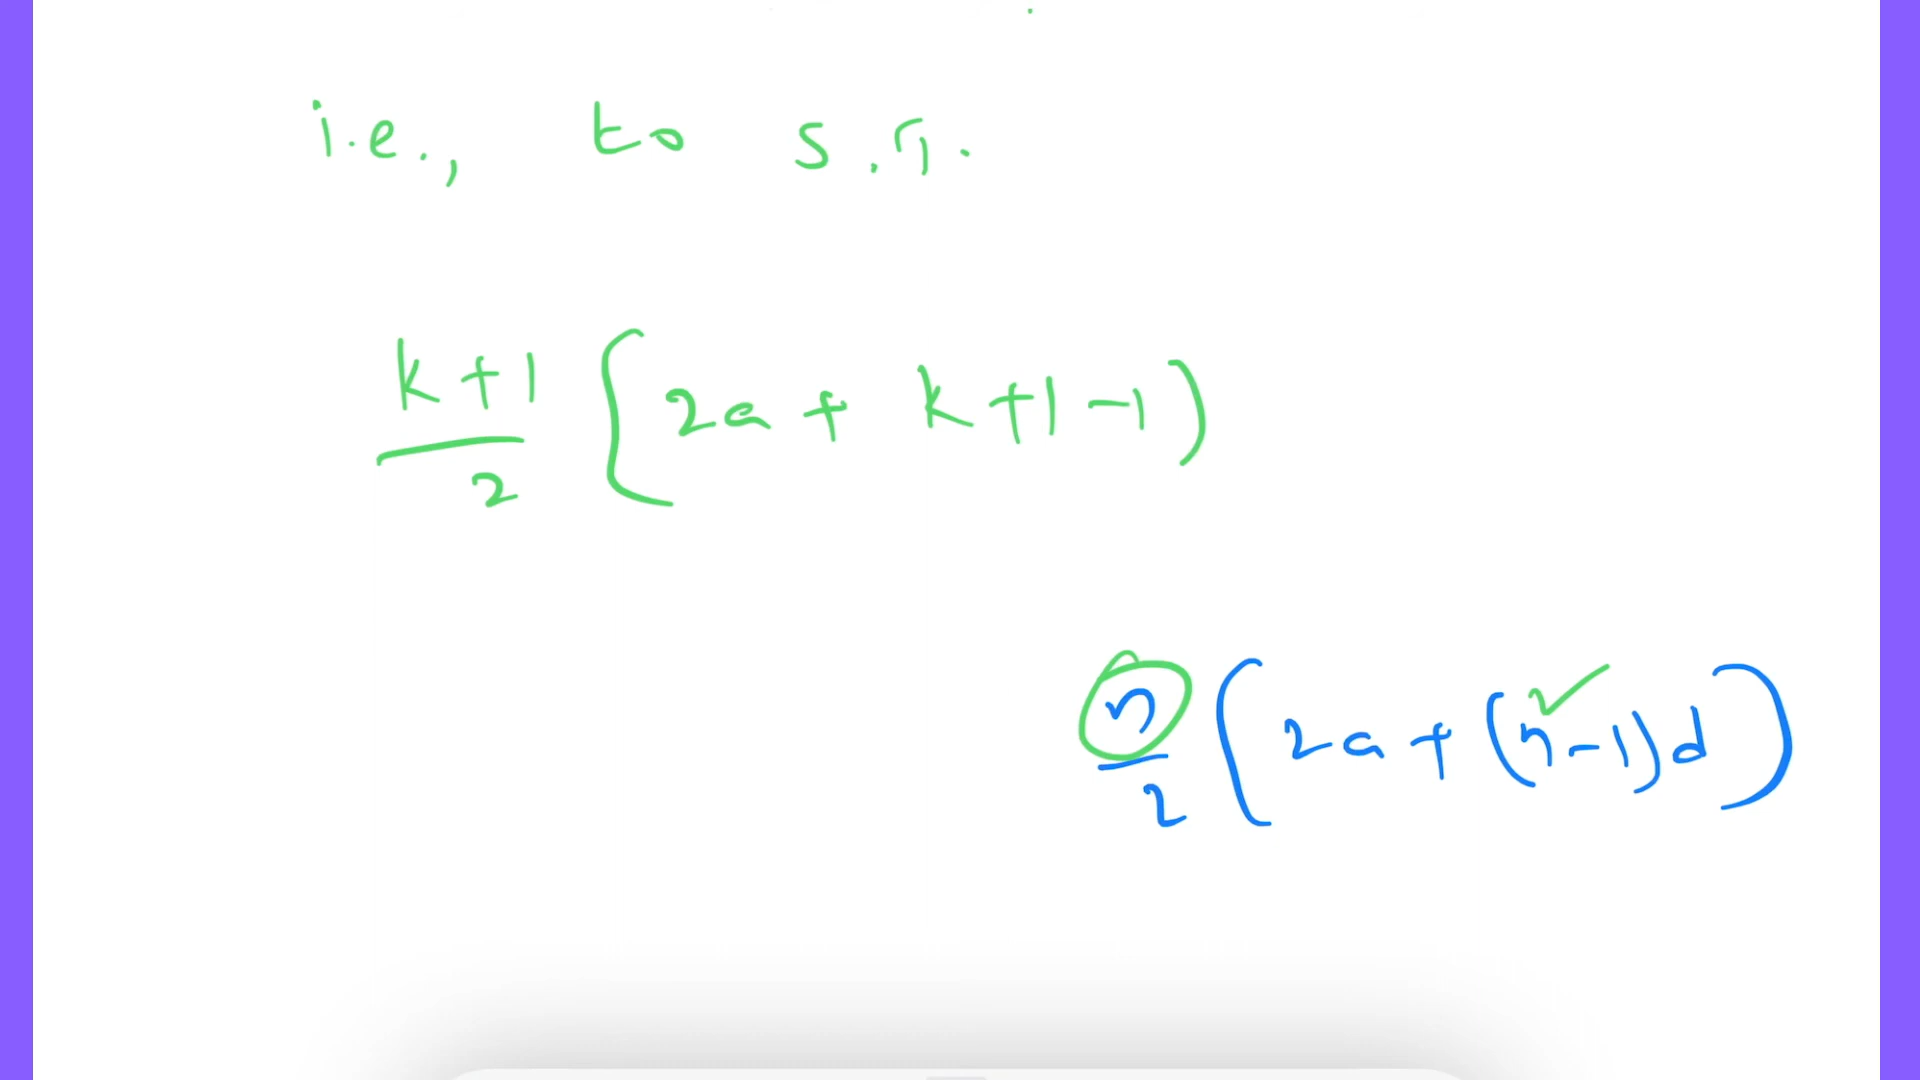 i.e., to s.T.
k+1/2 (2a + k+1-1)
n/2 (2a + (n-1)d)